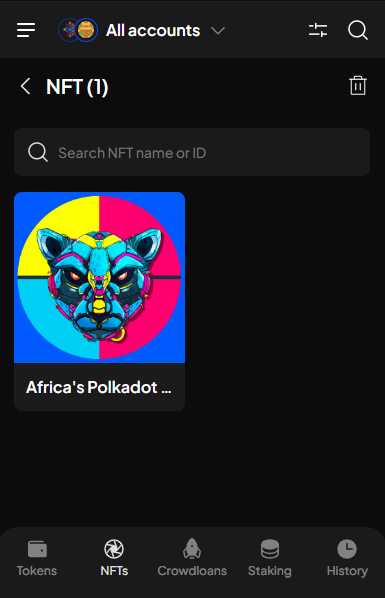 All accounts
NFT (1)
Search NFT name or ID
Africa's Polkadot ...
Tokens
NFTs
Crowdloans
Staking
History